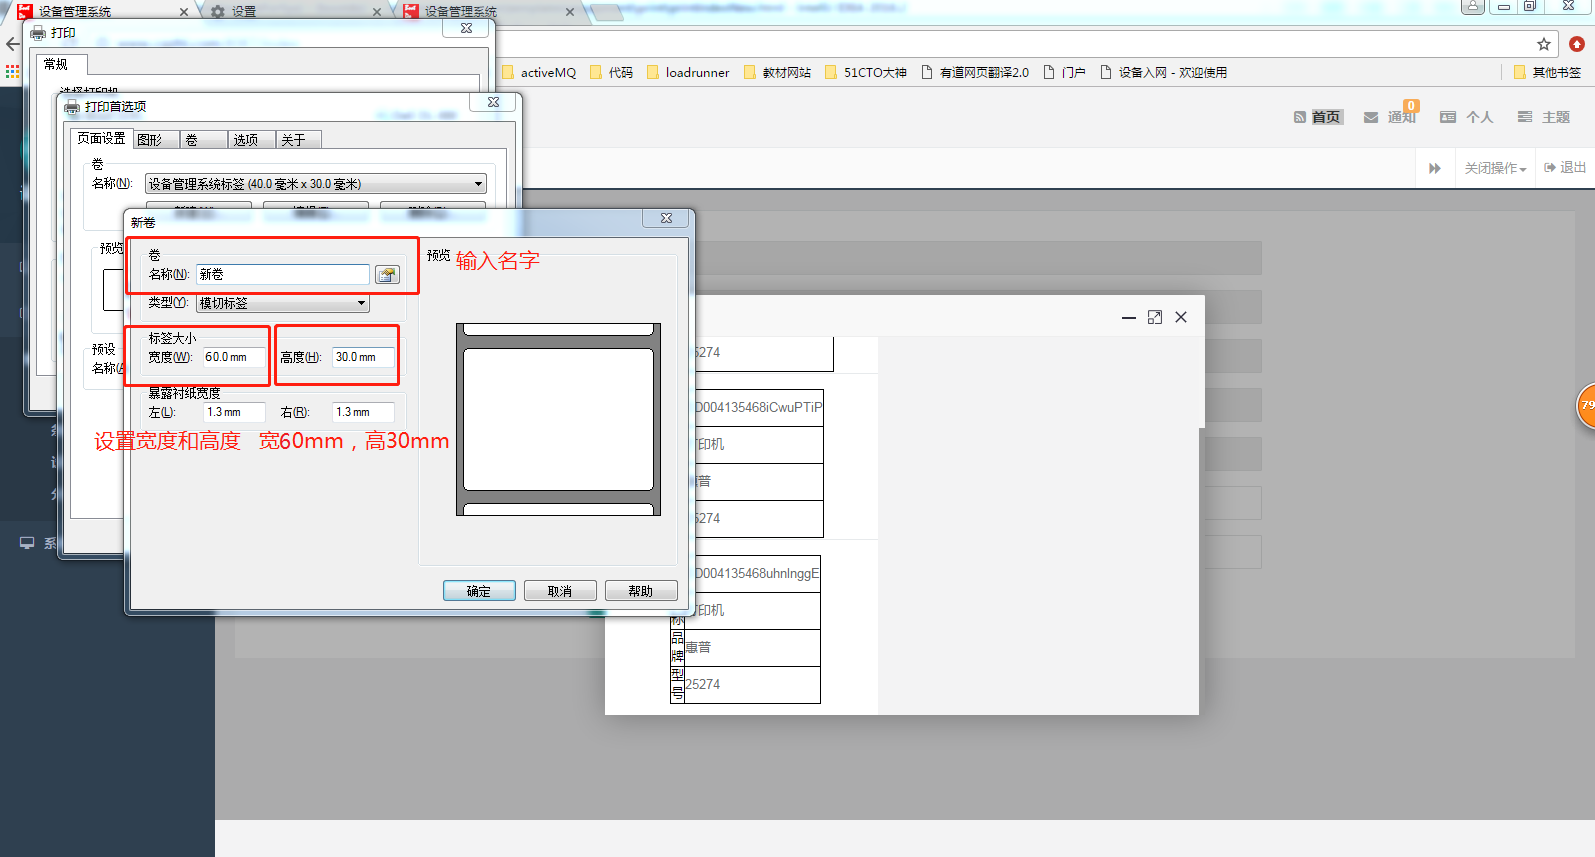 设备管理系统
设置
设备管理系统
打印
常规
选择打印机
activeMQ
代码
loadrunner
教材网站
51CTO大神
有道网页翻译2.0
门户
设备入网 - 欢迎使用
其他书签
打印首选项
页面设置
图形
卷
选项
关于
卷
名称(N):
设备管理系统标签 (40.0 毫米 x 30.0 毫米)
预览
预设
首页
通知
0
个人
主题
关闭操作
退出
新卷
卷
名称(N): 新卷
类型(Y): 模切标签
标签大小
宽度(W): 60.0 mm
高度(H): 30.0 mm
暴露衬纸宽度
左(L): 1.3 mm
右(R): 1.3 mm
预览
输入名字
设置宽度和高度 宽60mm，高30mm
确定
取消
帮助
系
79
5274
D004135468iCwuPTiP
印机
普
5274
D004135468uhnlnggE
印机
标
品牌
惠普
型号
25274